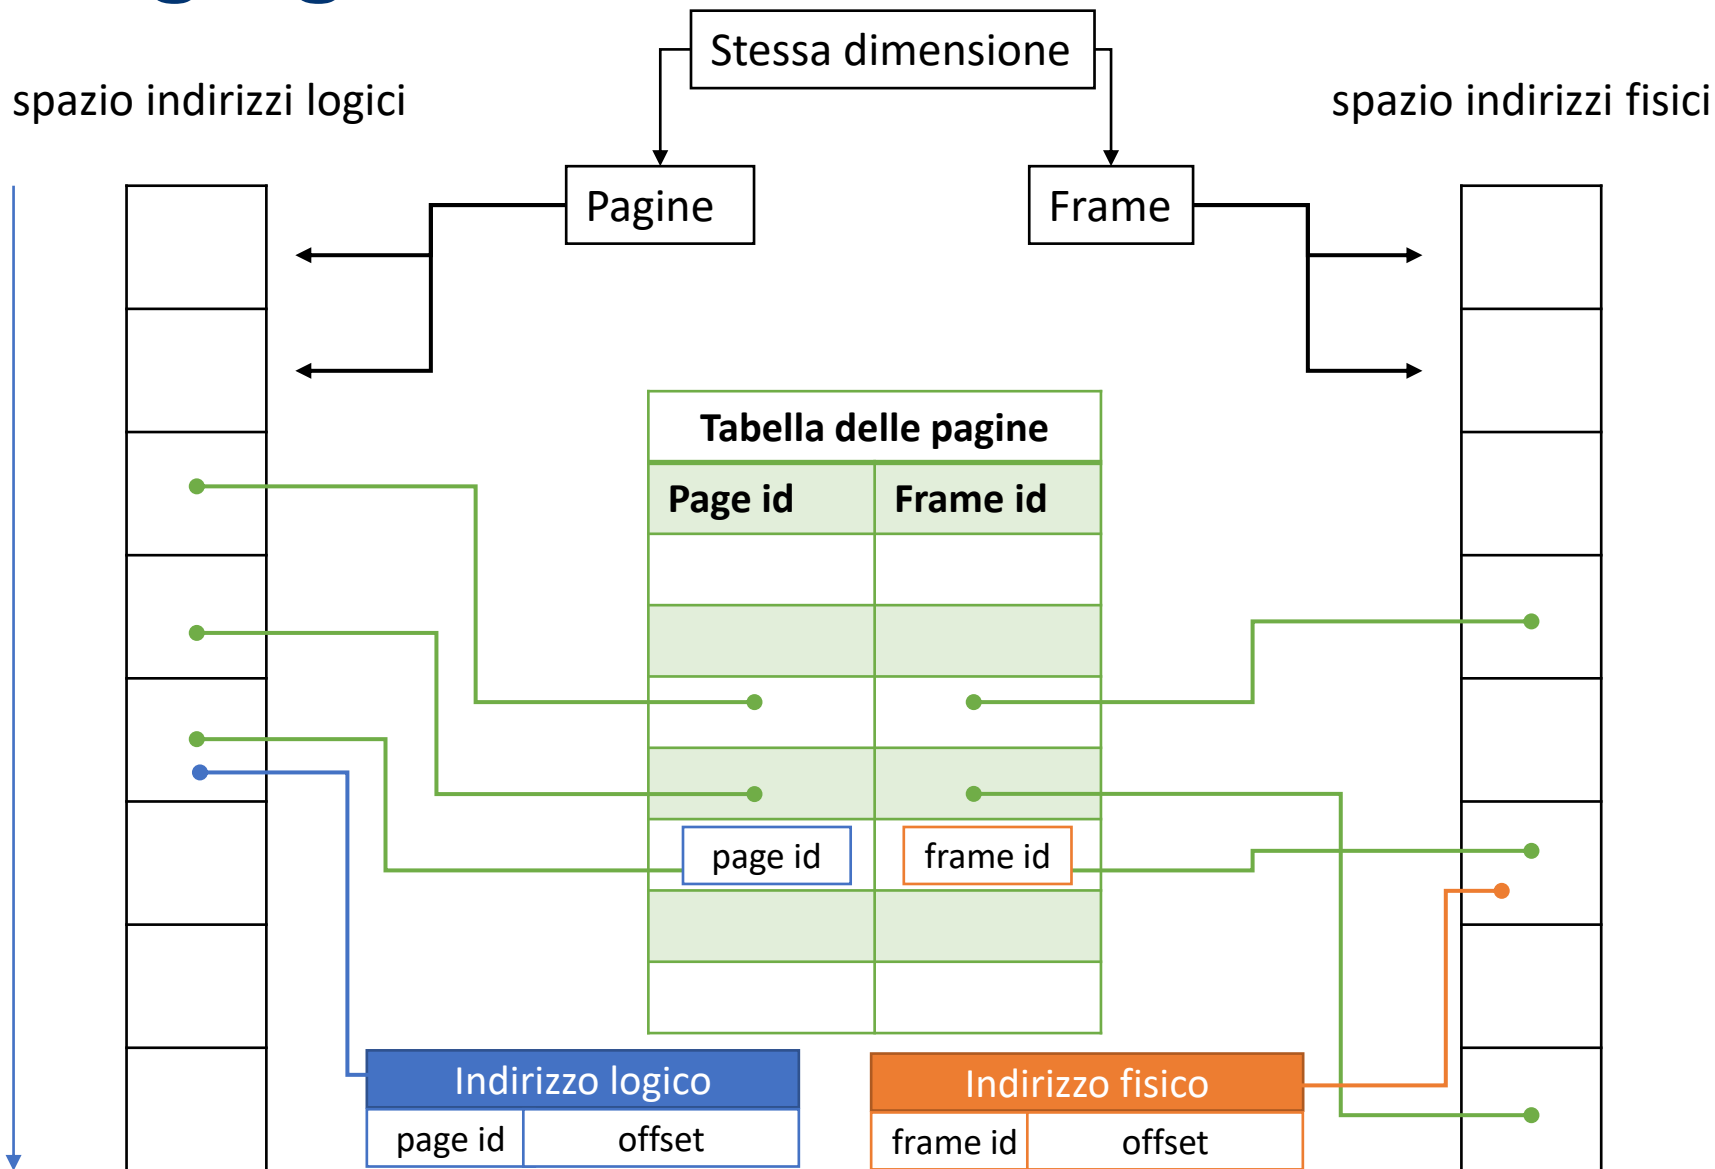 Stessa dimensione
spazio indirizzi logici
spazio indirizzi fisici
Pagine
Frame
Tabella delle pagine
Page id
Frame id
page id
frame id
Indirizzo logico
page id
offset
Indirizzo fisico
frame id
offset